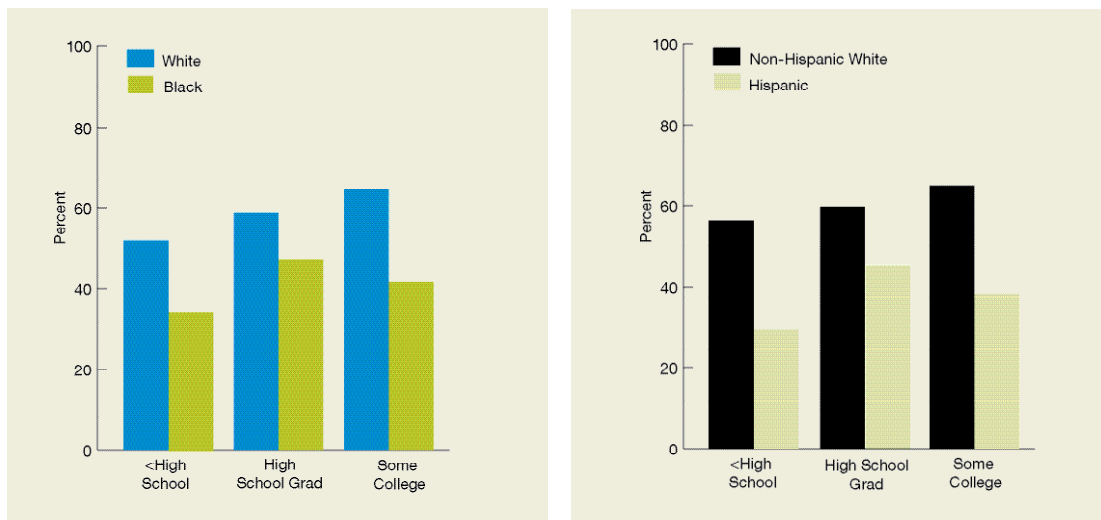 100
80
60
40
20
0
Percent
White
Black
<High
School
High
School Grad
Some
College
100
80
60
40
20
0
Percent
Non-Hispanic White
Hispanic
<High
School
High School
Grad
Some
College